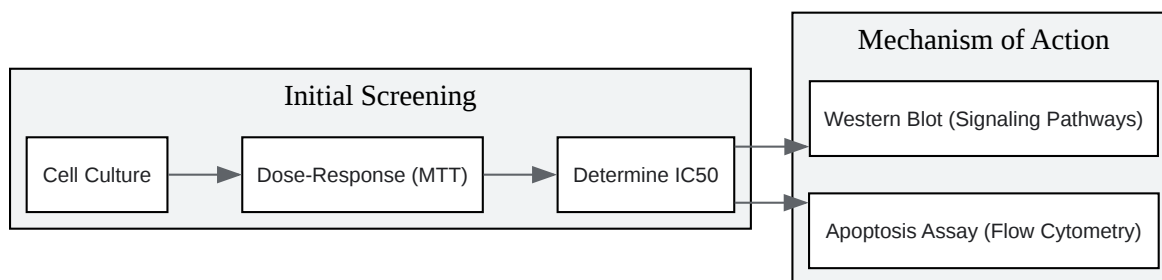 Initial Screening
Cell Culture
Dose-Response (MTT)
Determine IC50
Mechanism of Action
Western Blot (Signaling Pathways)
Apoptosis Assay (Flow Cytometry)